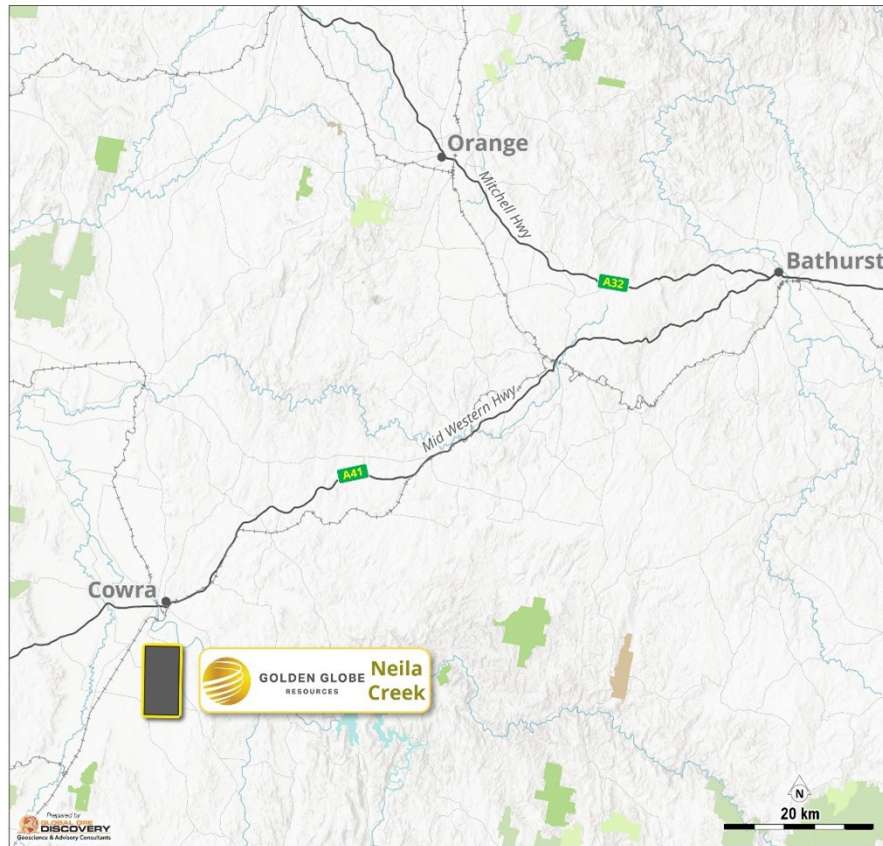 Orange
Mitchell Hwy
Bathurst
A32
Mid Western Hwy
A41
Cowra
GOLDEN GLOBE
RESOURCES
Neila
Creek
N
20 km
Prepared by
GLOBAL ORE
DISCOVERY
Geoscience & Advisory Consultants